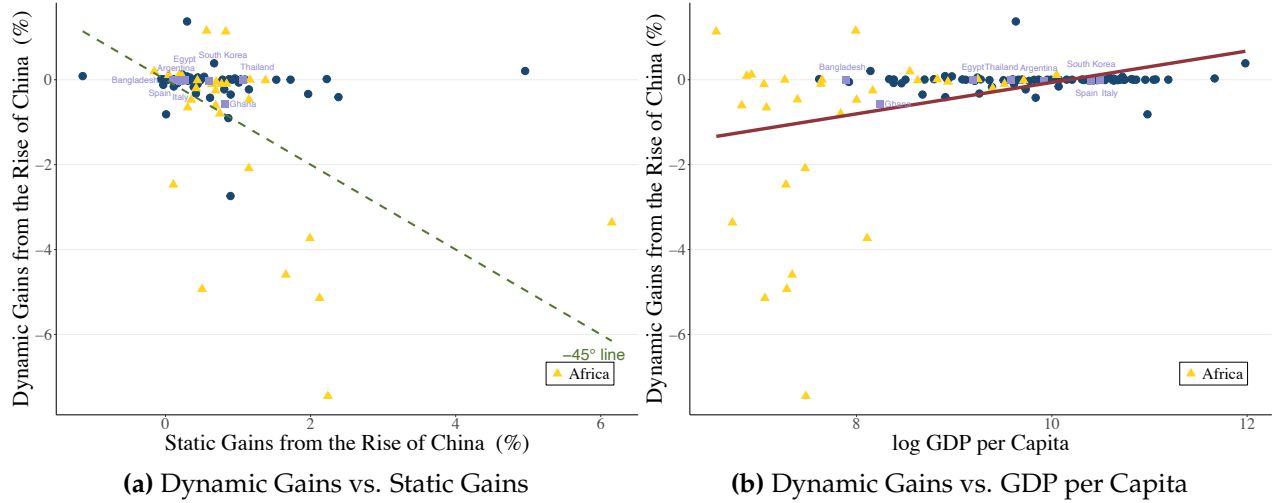 Dynamic Gains from the Rise of China (%)
0
−2
−4
−6
Egypt
South Korea
Argentina
Thailand
Bangladesh
Spain
Italy
Ghana
−45° line
Africa
0
2
4
6
Static Gains from the Rise of China (%)
(a) Dynamic Gains vs. Static Gains
Dynamic Gains from the Rise of China (%)
0
−2
−4
−6
Bangladesh
Egypt
Thailand
Argentina
South Korea
Ghana
Spain
Italy
Africa
8
10
12
log GDP per Capita
(b) Dynamic Gains vs. GDP per Capita